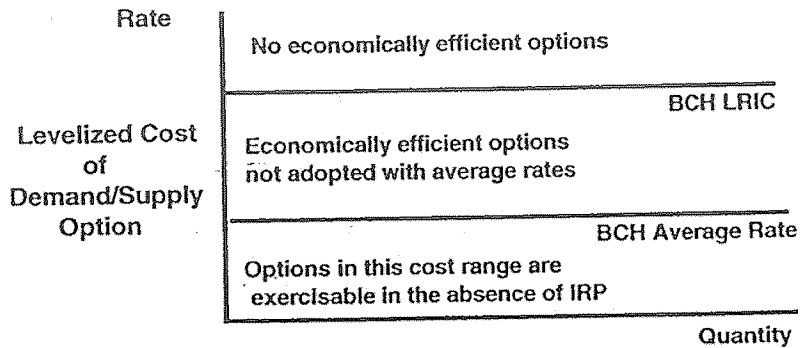 Rate
No economically efficient options
BCH LRIC
Levelized Cost
of
Demand/Supply
Option
Economically efficient options
not adopted with average rates
BCH Average Rate
Options in this cost range are
exercisable in the absence of IRP
Quantity